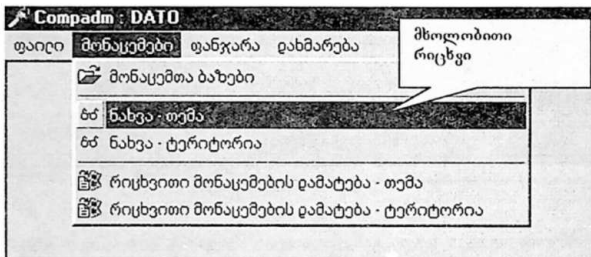 Compadm : DATO
ფაილი მონაცემები ფანჯარა დახმარება
მხოლობითი
რიცხვი
მონაცემთა ბაზები
ნახვა - თემა
ნახვა - ტერიტორია
რიცხვითი მონაცემების დამატება - თემა
რიცხვითი მონაცემების დამატება - ტერიტორია